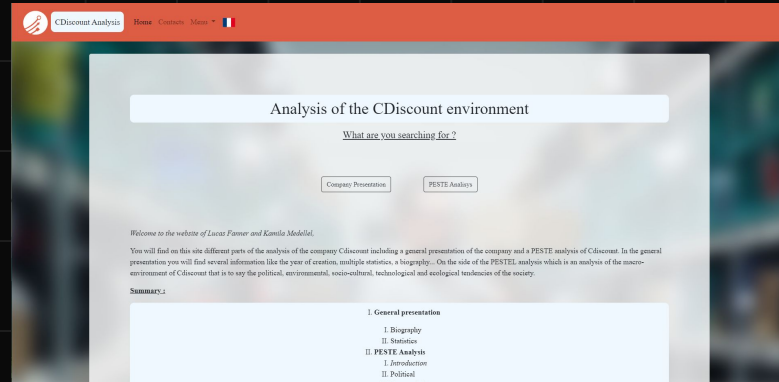 CDiscount Analysis Home Contacts Menu
Analysis of the CDiscount environment
What are you searching for ?
Company Presentation PESTE Analisys
Welcome to the website of Lucas Fanner and Kamila Medellel.
You will find on this site different parts of the analysis of the company Cdiscount including a general presentation of the company and a PESTE analysis of Cdiscount. In the general
presentation you will find several information like the year of creation, multiple statistics, a biography... On the side of the PESTEL analysis which is an analysis of the macro-
environment of Cdiscount that is to say the political, environmental, socio-cultural, technological and ecological tendencies of the society.
Summary :
I. General presentation
I. Biography
II. Statistics
II. PESTE Analysis
I. Introduction
II. Political